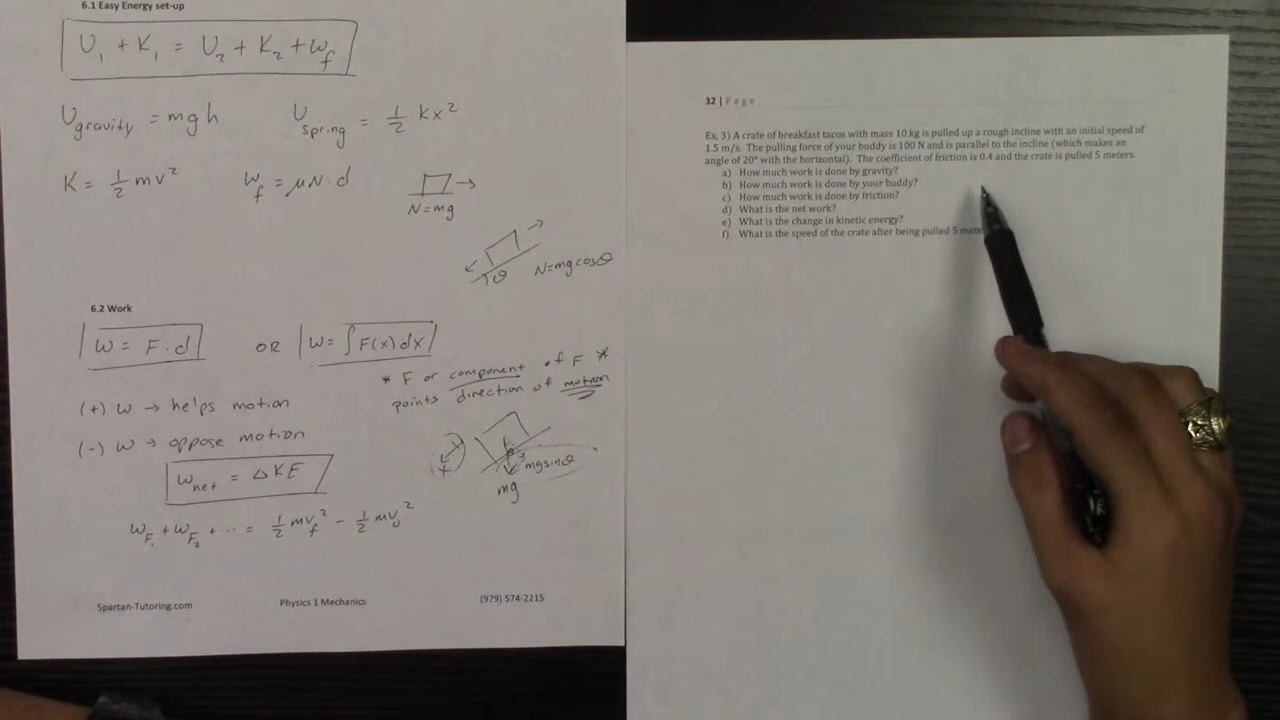 6.1 Easy Energy set-up
U₁ + K₁ = U₂ + K₂ + W_f
U_gravity = mgh U_spring = 1/2 kx²
K = 1/2 mv² W_f = μN·d
N=mg
θ N=mgcosθ
6.2 Work
W = F·d OR W = ∫F(x)dx
* F or component of F *
points direction of motion
(+) W → helps motion
(-) W → oppose motion
+ mgsinθ
mg
W_net = ΔKE
W_F₁ + W_F₂ + ... = 1/2 mv_f² - 1/2 mv₀²
Spartan-Tutoring.com Physics 1 Mechanics (979) 574-2215
32 | Page
Ex. 3) A crate of breakfast tacos with mass 10 kg is pulled up a rough incline with an initial speed of
1.5 m/s. The pulling force of your buddy is 100 N and is parallel to the incline (which makes an
angle of 20° with the horizontal). The coefficient of friction is 0.4 and the crate is pulled 5 meters.
a) How much work is done by gravity?
b) How much work is done by your buddy?
c) How much work is done by friction?
d) What is the net work?
e) What is the change in kinetic energy?
f) What is the speed of the crate after being pulled 5